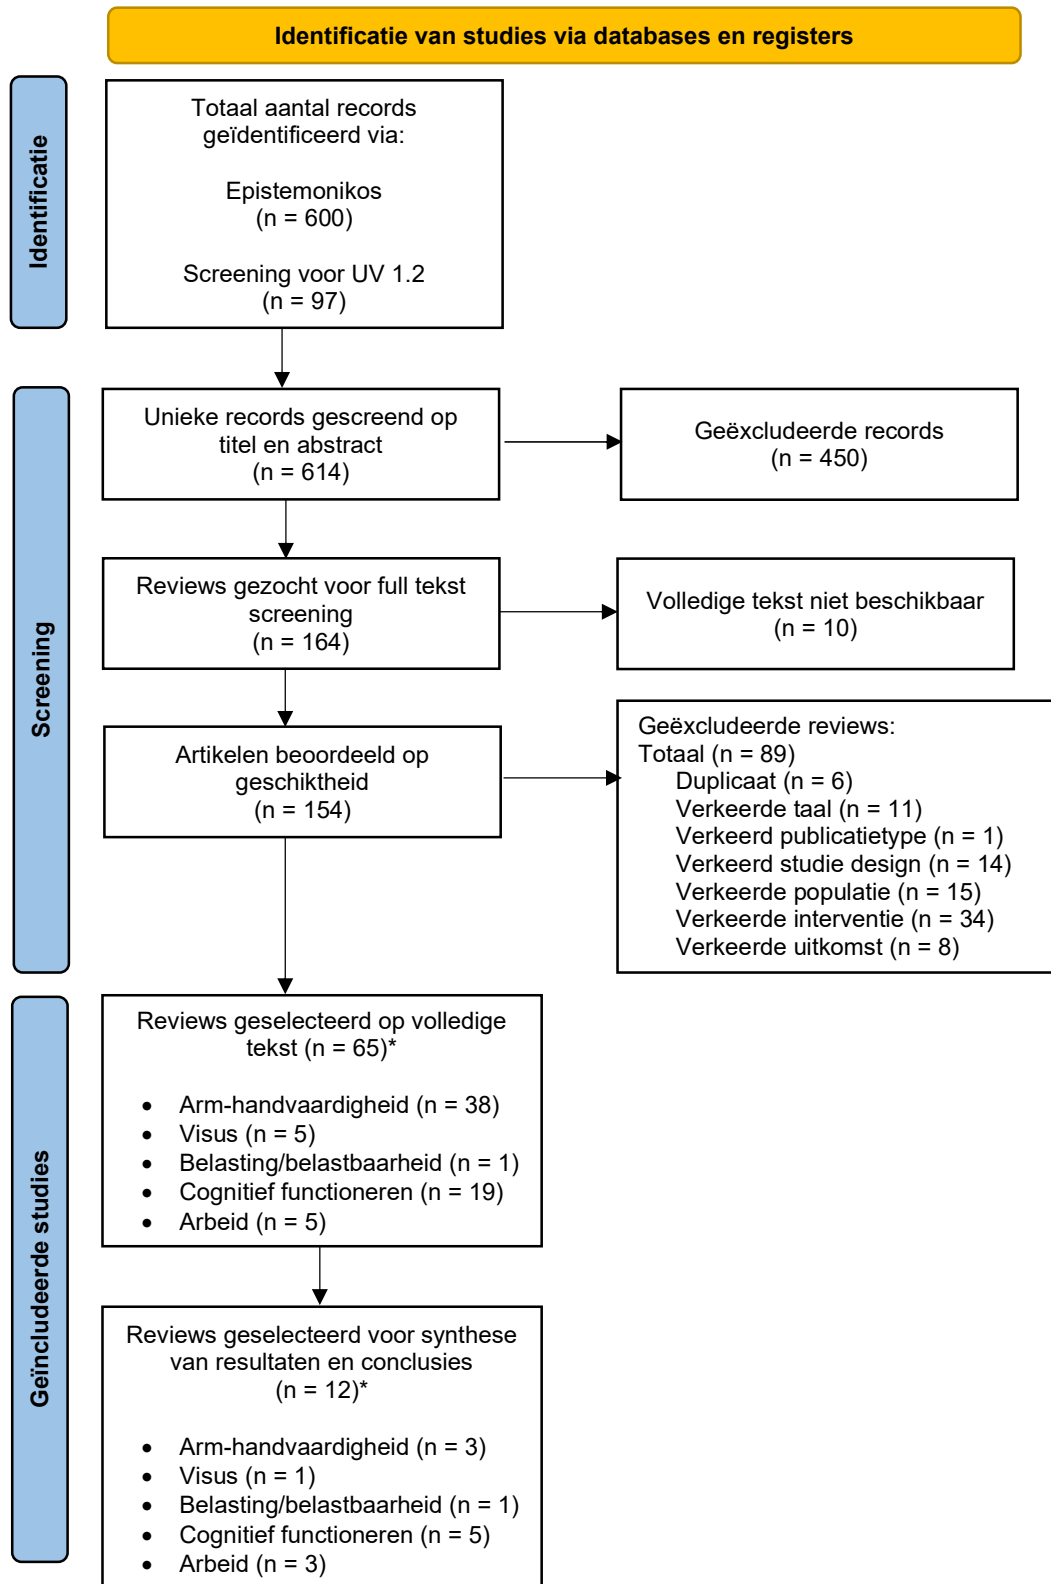 Identificatie van studies via databases en registers
Identificatie
Totaal aantal records
geïdentificeerd via:
Epistemonikos
(n = 600)
Screening voor UV 1.2
(n = 97)
Screening
Unieke records gescreend op
titel en abstract
(n = 614)
Geëxcludeerde records
(n = 450)
Reviews gezocht voor full tekst
screening
(n = 164)
Volledige tekst niet beschikbaar
(n = 10)
Artikelen beoordeeld op
geschiktheid
(n = 154)
Geëxcludeerde reviews:
Totaal (n = 89)
Duplicaat (n = 6)
Verkeerde taal (n = 11)
Verkeerd publicatietype (n = 1)
Verkeerd studie design (n = 14)
Verkeerde populatie (n = 15)
Verkeerde interventie (n = 34)
Verkeerde uitkomst (n = 8)
Geïncludeerde studies
Reviews geselecteerd op volledige
tekst (n = 65)*
• Arm-handvaardigheid (n = 38)
• Visus (n = 5)
• Belasting/belastbaarheid (n = 1)
• Cognitief functioneren (n = 19)
• Arbeid (n = 5)
Reviews geselecteerd voor synthese
van resultaten en conclusies
(n = 12)*
• Arm-handvaardigheid (n = 3)
• Visus (n = 1)
• Belasting/belastbaarheid (n = 1)
• Cognitief functioneren (n = 5)
• Arbeid (n = 3)